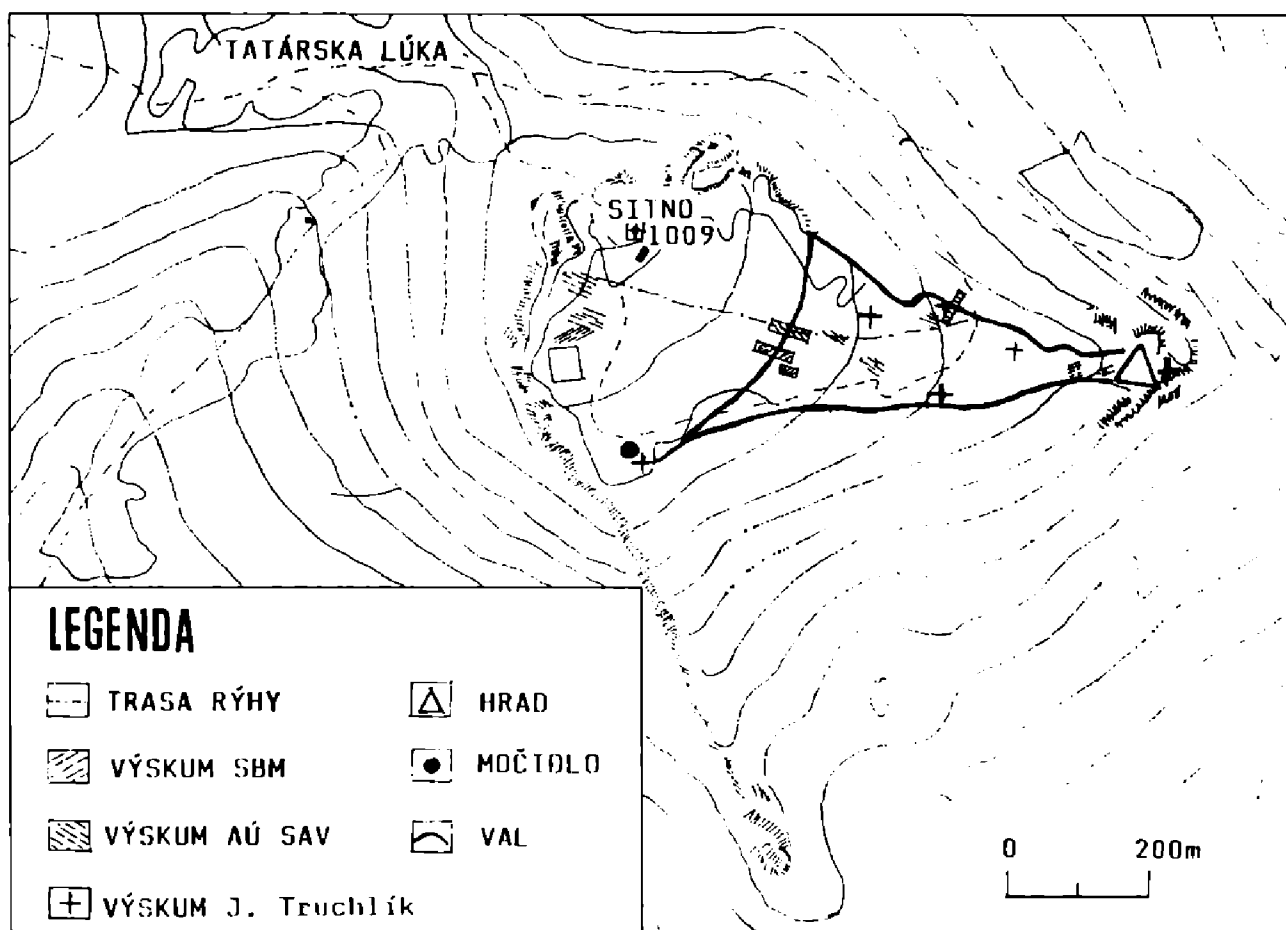 TATÁRSKA LÚKA
SITNO
1009
LEGENDA
TRASA RÝHY
HRAD
VÝSKUM SBM
MOČIDLO
VÝSKUM AÚ SAV
VAL
VÝSKUM J. Truchlík
0 200m